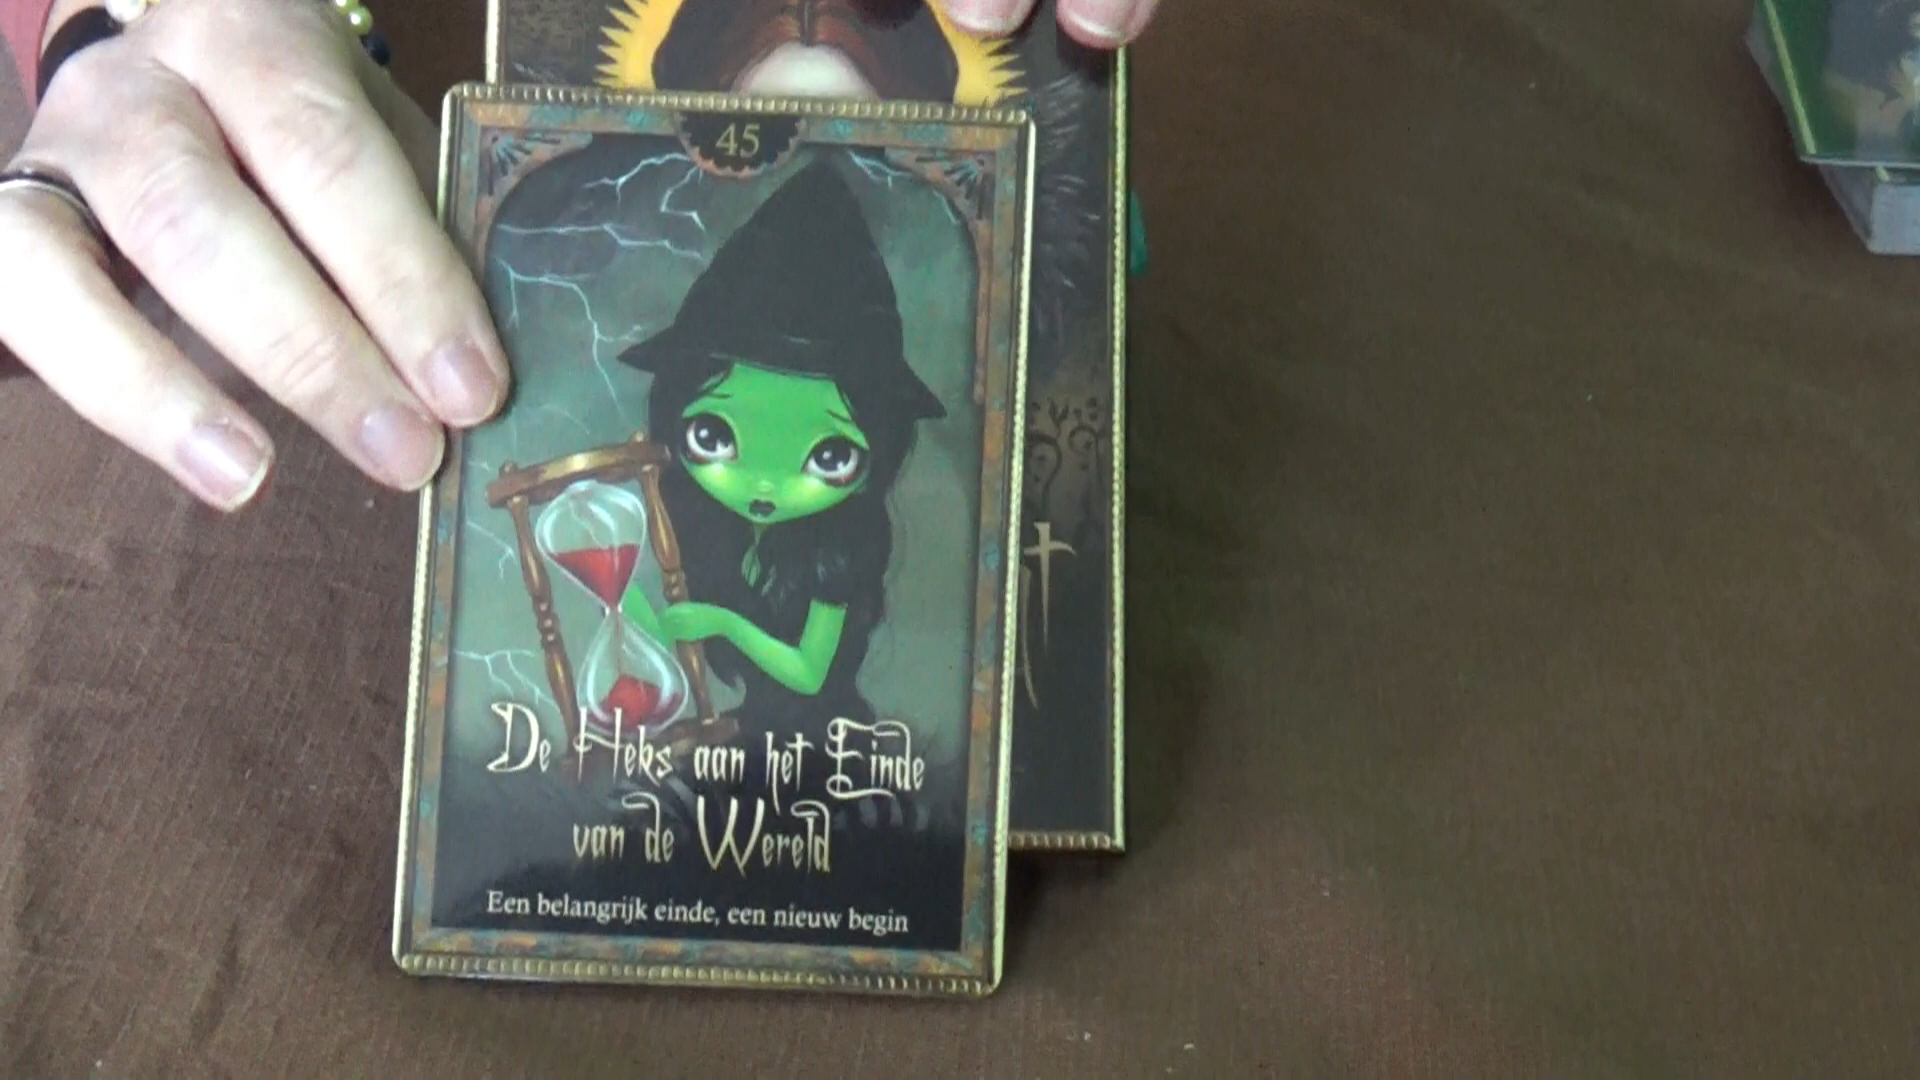 45
De Heks aan het Einde
van de Wereld
Een belangrijk einde, een nieuw begin